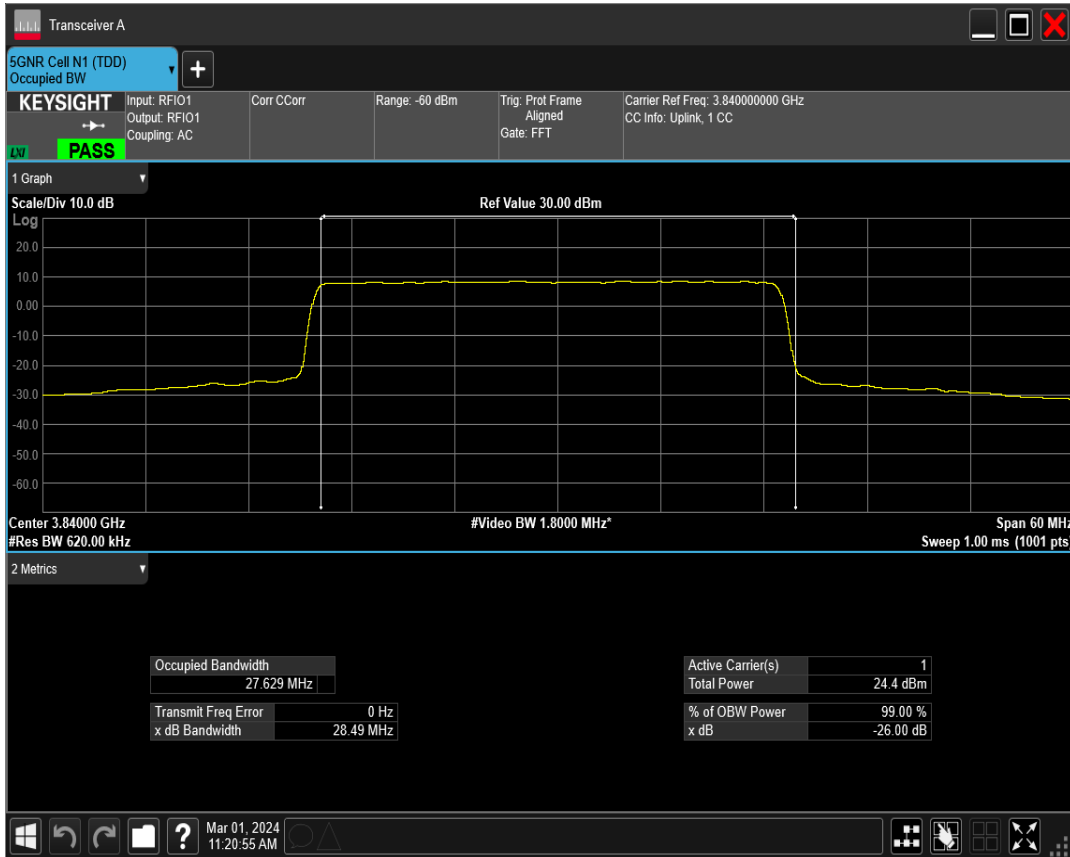 Transceiver A
5GNR Cell N1 (TDD)
Occupied BW
+
KEYSIGHT
LXI
PASS
Input: RFIO1
Output: RFIO1
Coupling: AC
Corr CCorr
Range: -60 dBm
Trig: Prot Frame
Aligned
Gate: FFT
Carrier Ref Freq: 3.840000000 GHz
CC Info: Uplink, 1 CC
1 Graph
Scale/Div 10.0 dB
Ref Value 30.00 dBm
Log
20.0
10.0
0.00
-10.0
-20.0
-30.0
-40.0
-50.0
-60.0
Center 3.84000 GHz
#Video BW 1.8000 MHz*
Span 60 MHz
#Res BW 620.00 kHz
Sweep 1.00 ms (1001 pts)
2 Metrics
Occupied Bandwidth
27.629 MHz
Transmit Freq Error 0 Hz
x dB Bandwidth 28.49 MHz
Active Carrier(s) 1
Total Power 24.4 dBm
% of OBW Power 99.00 %
x dB -26.00 dB
?
Mar 01, 2024
11:20:55 AM